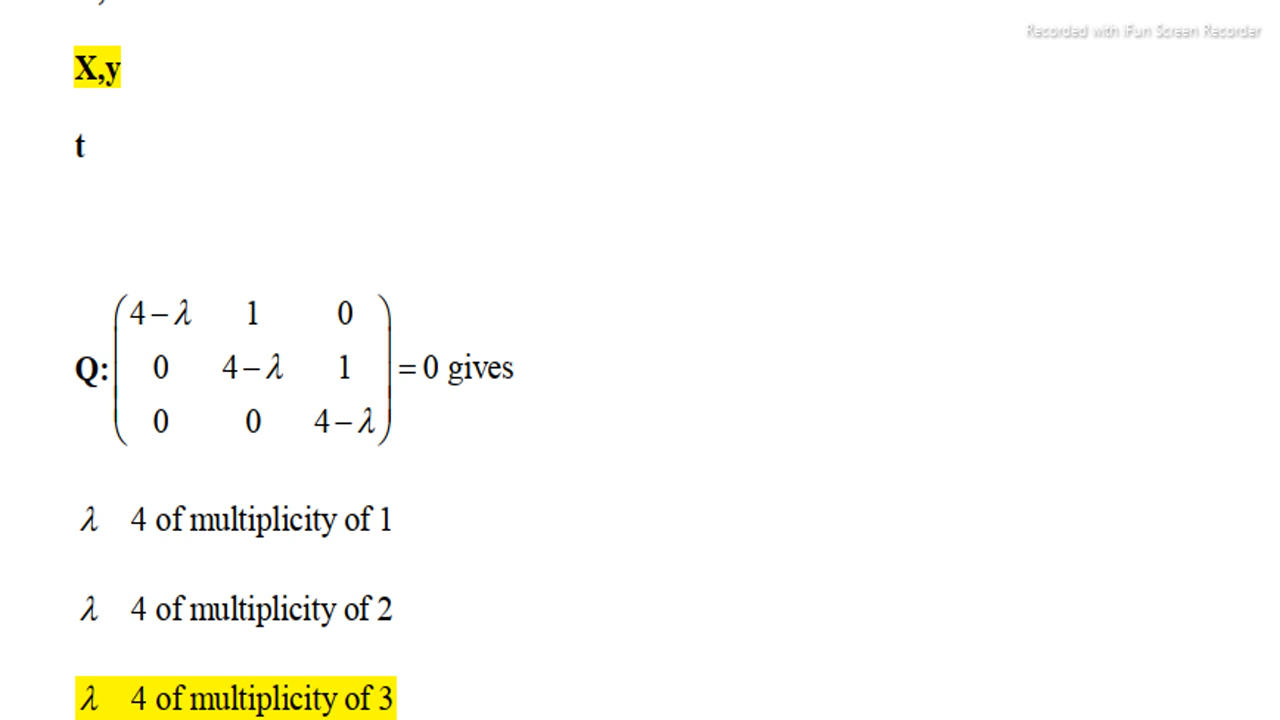 Recorded with iFun Screen Recorder
X,y
t
Q: (4−λ 1 0
0 4−λ 1
0 0 4−λ) = 0 gives
λ 4 of multiplicity of 1
λ 4 of multiplicity of 2
λ 4 of multiplicity of 3